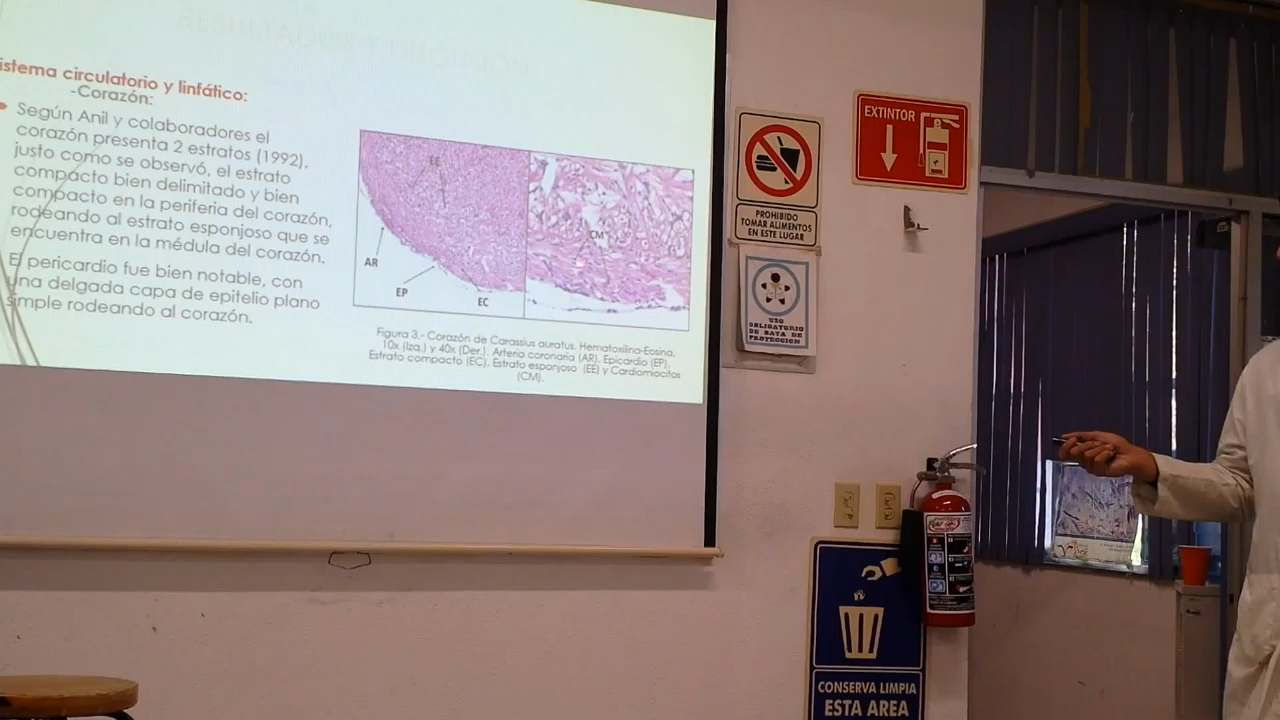 RESULTADOS Y DISCUSIÓN
istema circulatorio y linfático:
-Corazón:
Según Anil y colaboradores el
corazón presenta 2 estratos (1992),
justo como se observó, el estrato
compacto bien delimitado y bien
compacto en la periferia del corazón,
rodeando al estrato esponjoso que se
encuentra en la médula del corazón.
El pericardio fue bien notable, con
una delgada capa de epitelio plano
simple rodeando al corazón.
EE
CM
AR
EP
EC
Figura 3.- Corazón de Carassius auratus. Hematoxilina-Eosina,
10x (Izq.) y 40x (Der.). Arteria coronaria (AR), Epicardio (EP),
Estrato compacto (EC), Estrato esponjoso (EE) y Cardiomiocitos
(CM).
PROHIBIDO
TOMAR ALIMENTOS
EN ESTE LUGAR
EXTINTOR
USO
OBLIGATORIO
DE BATA DE
PROTECCION
CONSERVA LIMPIA
ESTA AREA